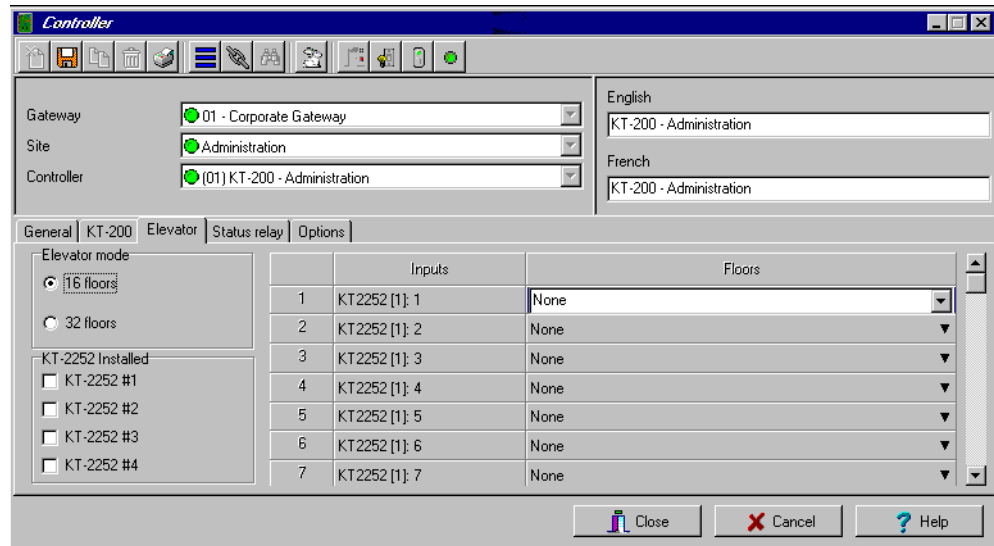 Controller
English
Gateway
01 - Corporate Gateway
KT-200 - Administration
Site
Administration
French
Controller
(01) KT-200 - Administration
KT-200 - Administration
General KT-200 Elevator Status relay Options
Elevator mode
16 floors
32 floors
KT-2252 Installed
KT-2252 #1
KT-2252 #2
KT-2252 #3
KT-2252 #4
Inputs Floors
1 KT2252 [1]: 1 None
2 KT2252 [1]: 2 None
3 KT2252 [1]: 3 None
4 KT2252 [1]: 4 None
5 KT2252 [1]: 5 None
6 KT2252 [1]: 6 None
7 KT2252 [1]: 7 None
Close Cancel Help